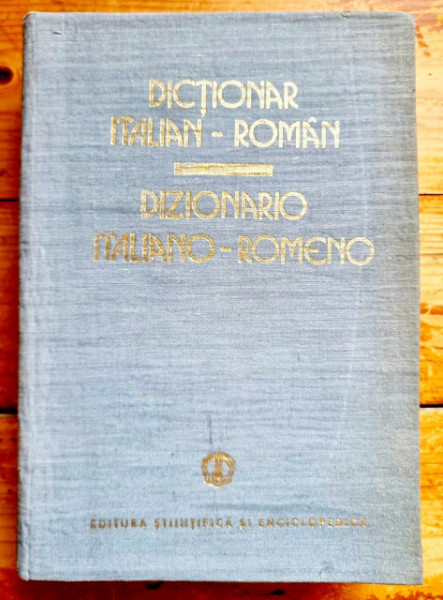 DICȚIONAR
ITALIAN - ROMÂN
DIZIONARIO
ITALIANO - ROMENO
EDITURA ȘTIINȚIFICĂ ȘI ENCICLOPEDICĂ